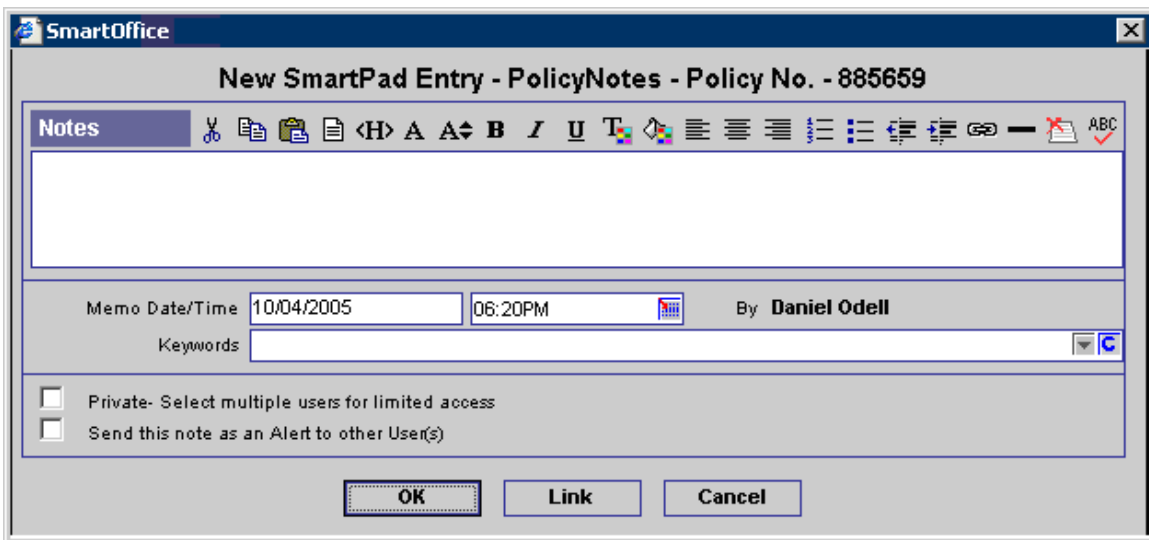 SmartOffice
New SmartPad Entry - PolicyNotes - Policy No. - 885659
Notes <H> A A B I U T ABC
Memo Date/Time 10/04/2005 06:20PM By Daniel Odell
Keywords C
Private- Select multiple users for limited access
Send this note as an Alert to other User(s)
OK Link Cancel